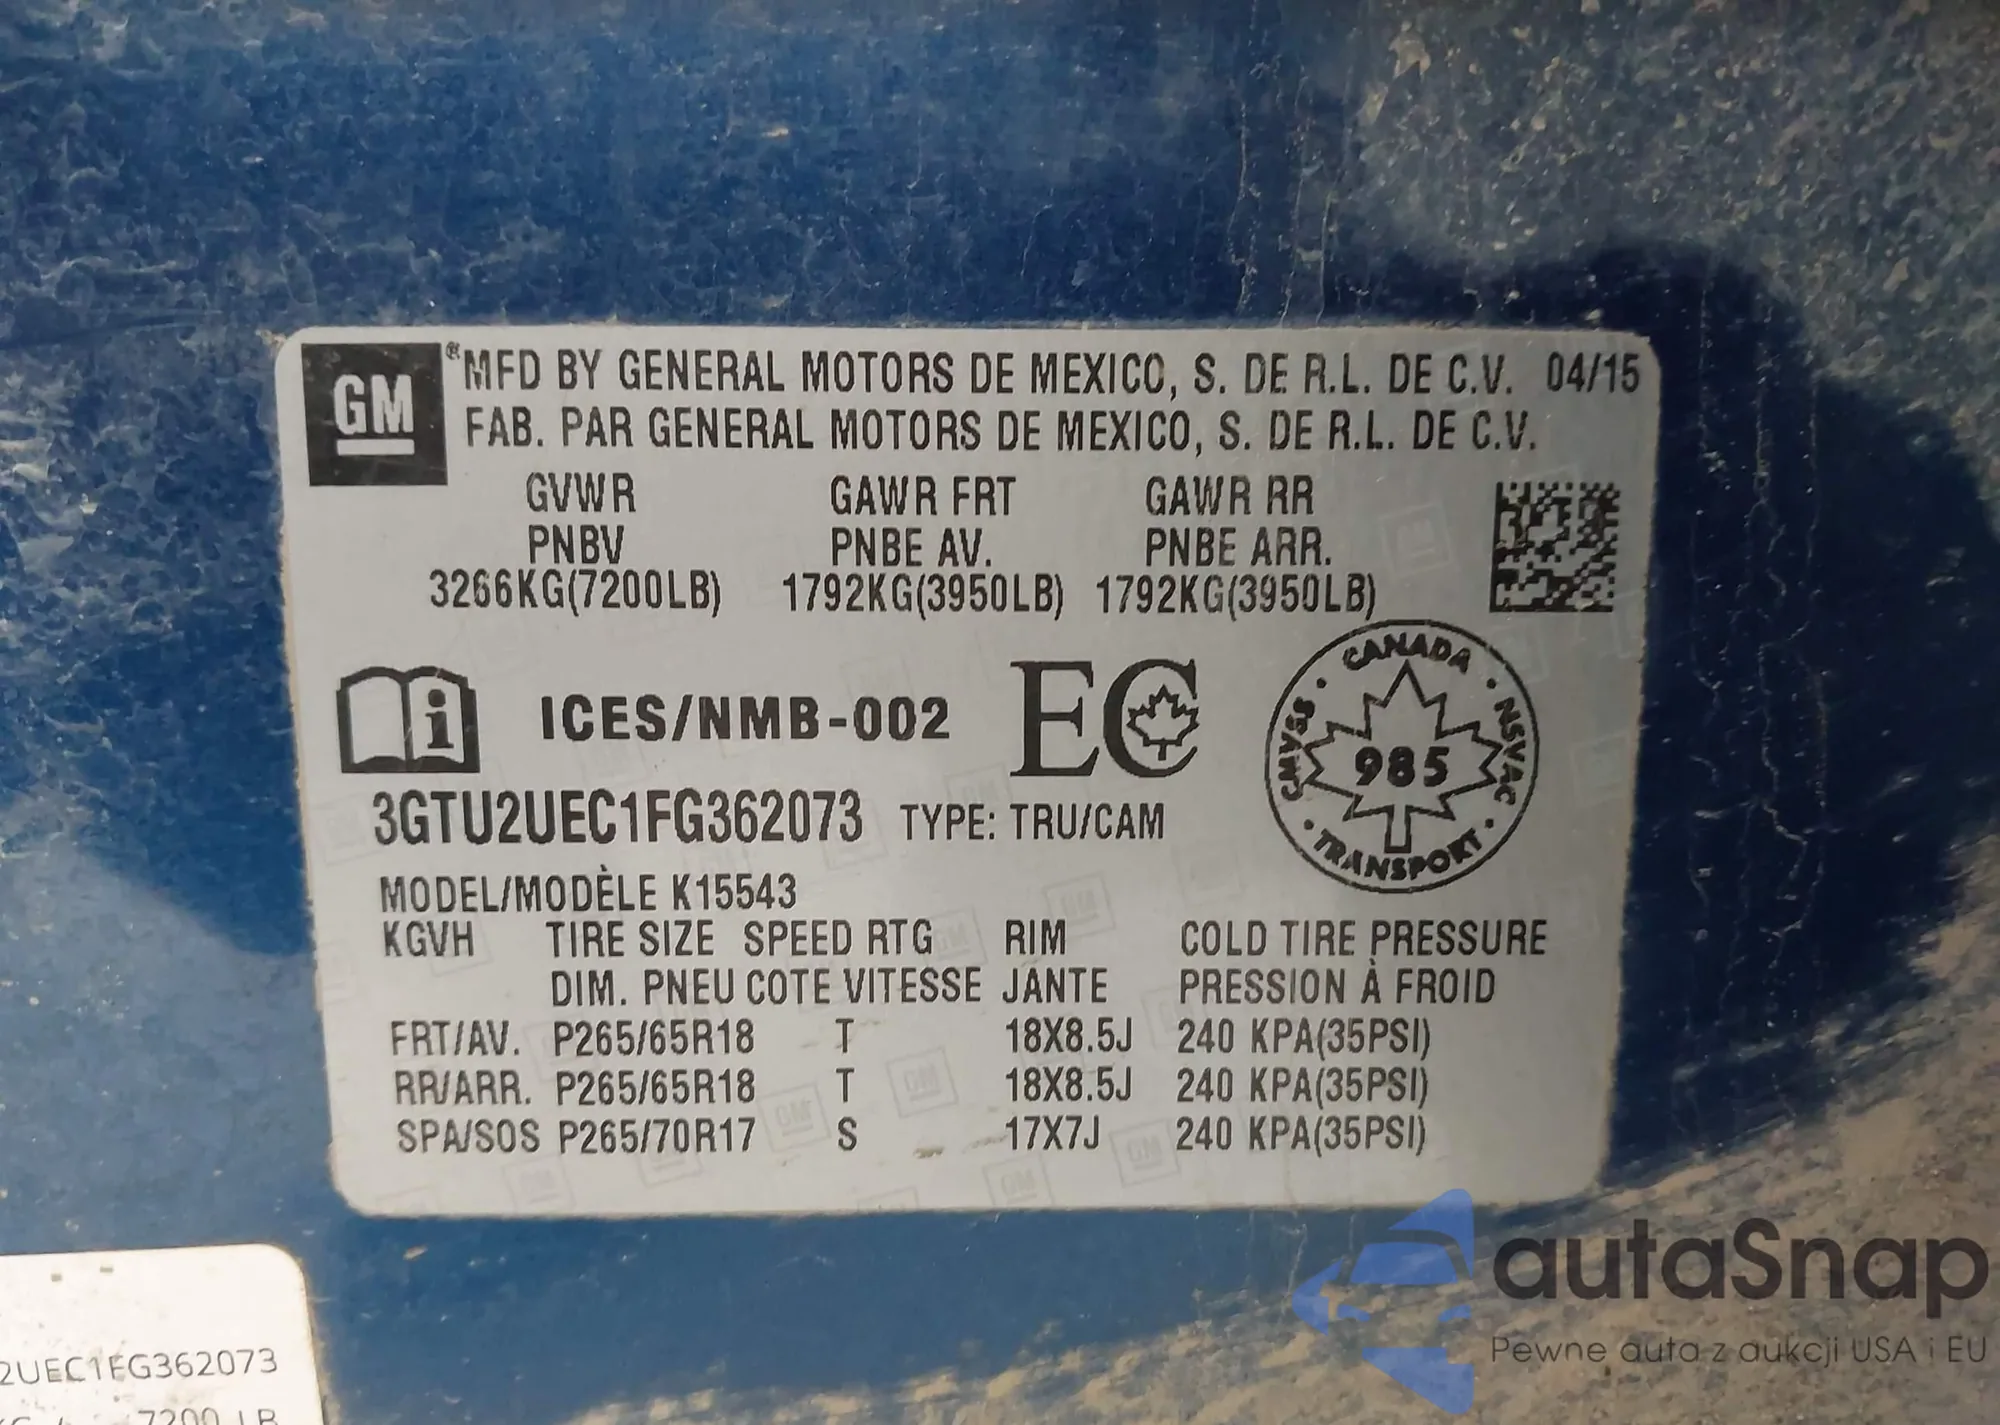 GM
®MFD BY GENERAL MOTORS DE MEXICO, S. DE R.L. DE C.V. 04/15
FAB. PAR GENERAL MOTORS DE MEXICO, S. DE R.L. DE C.V.
GVWR GAWR FRT GAWR RR
PNBV PNBE AV. PNBE ARR.
3266KG(7200LB) 1792KG(3950LB) 1792KG(3950LB)
i ICES/NMB-002 EC
CANADA · NSVAC · TRANSPORT · CMVSS ·
985
3GTU2UEC1FG362073 TYPE: TRU/CAM
MODEL/MODÈLE K15543
KGVH TIRE SIZE SPEED RTG RIM COLD TIRE PRESSURE
DIM. PNEU COTE VITESSE JANTE PRESSION À FROID
FRT/AV. P265/65R18 T 18X8.5J 240 KPA(35PSI)
RR/ARR. P265/65R18 T 18X8.5J 240 KPA(35PSI)
SPA/SOS P265/70R17 S 17X7J 240 KPA(35PSI)
2UEC1FG362073
7200 LB
autaSnap
Pewne auta z aukcji USA i EU